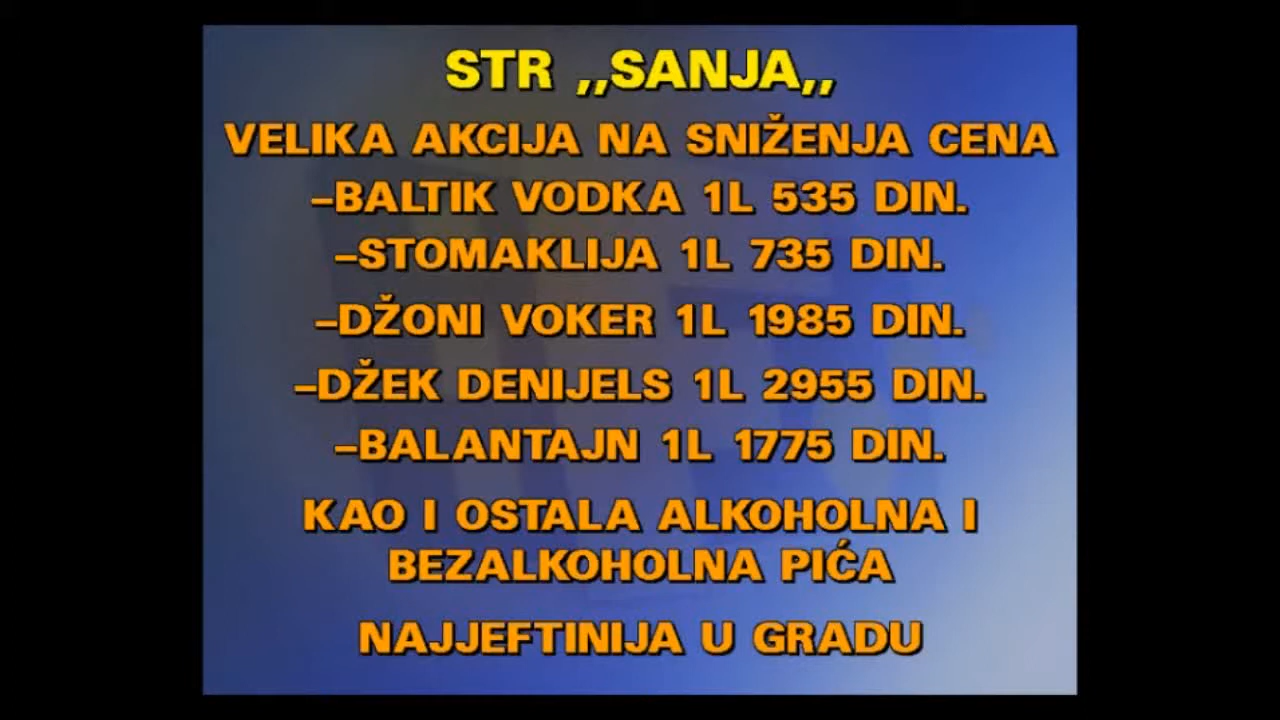 STR ,,SANJA,,
VELIKA AKCIJA NA SNIŽENJA CENA
–BALTIK VODKA 1L 535 DIN.
–STOMAKLIJA 1L 735 DIN.
–DŽONI VOKER 1L 1985 DIN.
–DŽEK DENIJELS 1L 2955 DIN.
–BALANTAJN 1L 1775 DIN.
KAO I OSTALA ALKOHOLNA I
BEZALKOHOLNA PIĆA
NAJJEFTINIJA U GRADU